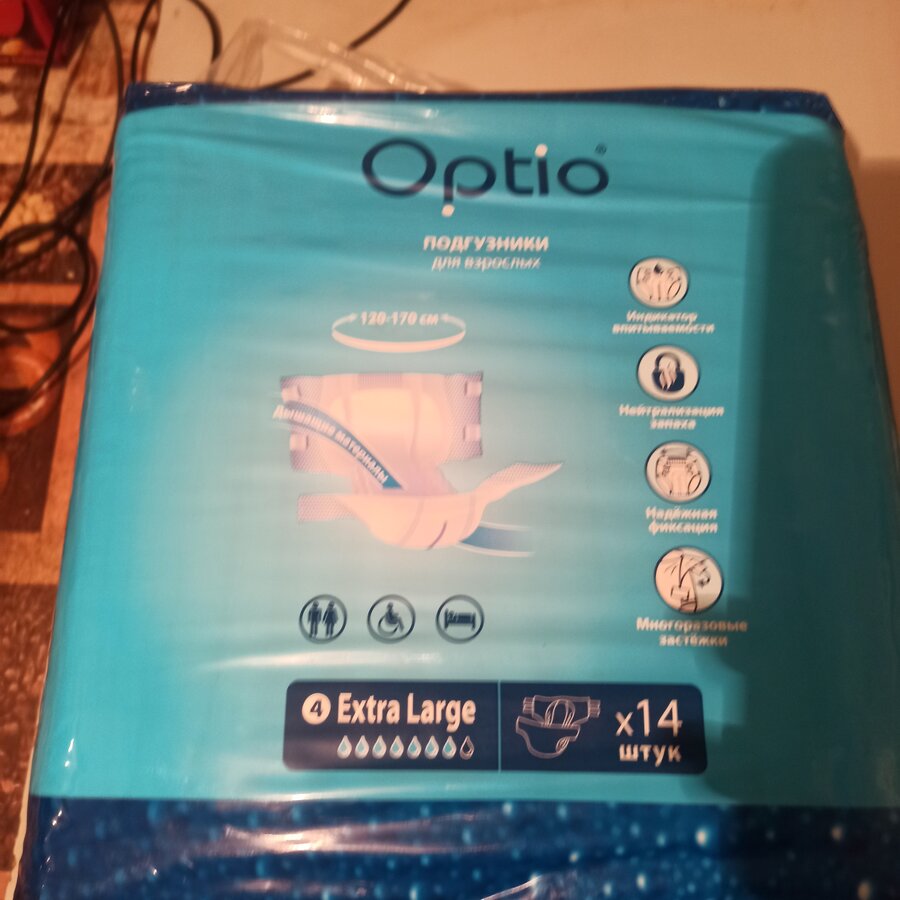 Optio®
ПОДГУЗНИКИ
для взрослых
120-170 см
Дышащие материалы
Индикатор
впитываемости
Нейтрализация
запаха
Надёжная
фиксация
Многоразовые
застёжки
4 Extra Large
x14
штук